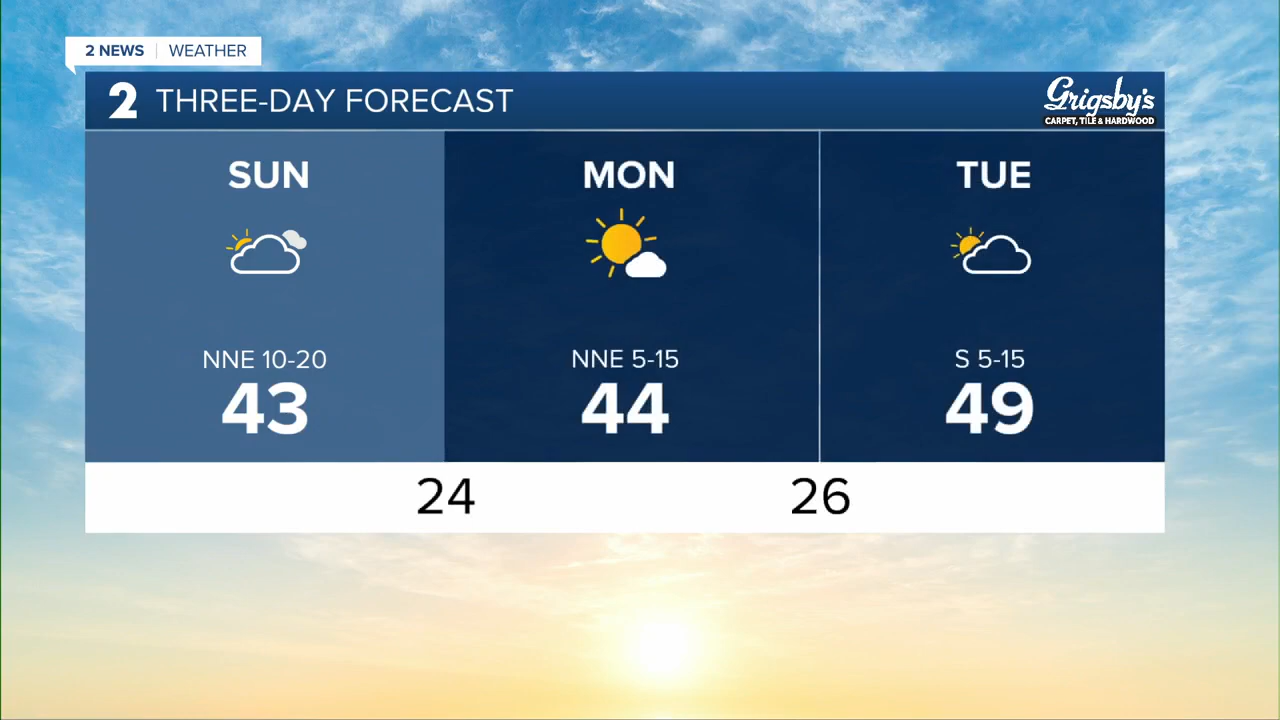 2 NEWS | WEATHER
2 THREE-DAY FORECAST
Grigsby's
CARPET, TILE & HARDWOOD
SUN MON TUE
NNE 10-20 NNE 5-15 S 5-15
43 44 49
24 26